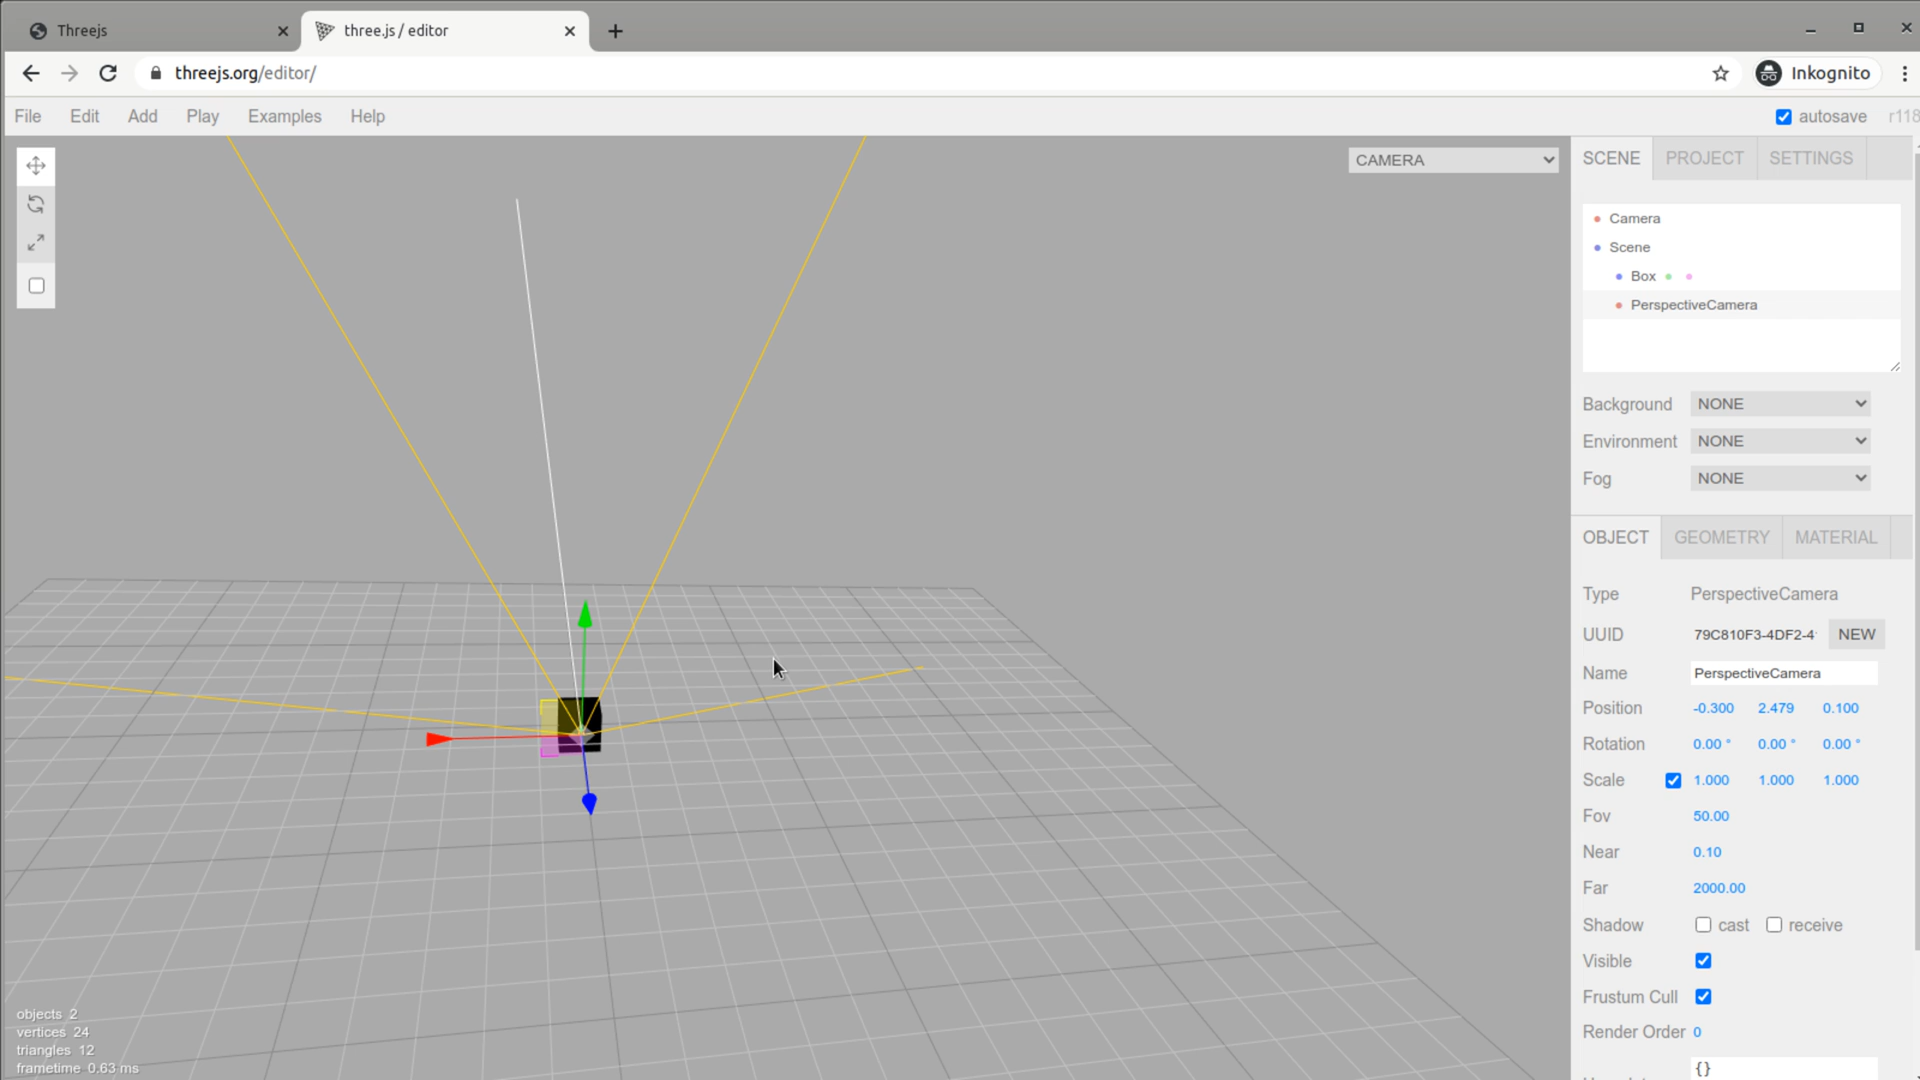 Threejs
three.js / editor
threejs.org/editor/
Inkognito
File Edit Add Play Examples Help
autosave r118
CAMERA
SCENE PROJECT SETTINGS
Camera
Scene
Box
PerspectiveCamera
Background NONE
Environment NONE
Fog NONE
OBJECT GEOMETRY MATERIAL
Type PerspectiveCamera
UUID 79C810F3-4DF2-4 NEW
Name PerspectiveCamera
Position -0.300 2.479 0.100
Rotation 0.00 ° 0.00 ° 0.00 °
Scale 1.000 1.000 1.000
Fov 50.00
Near 0.10
Far 2000.00
Shadow cast receive
Visible
Frustum Cull
Render Order 0
{}
objects 2
vertices 24
triangles 12
frametime 0.63 ms